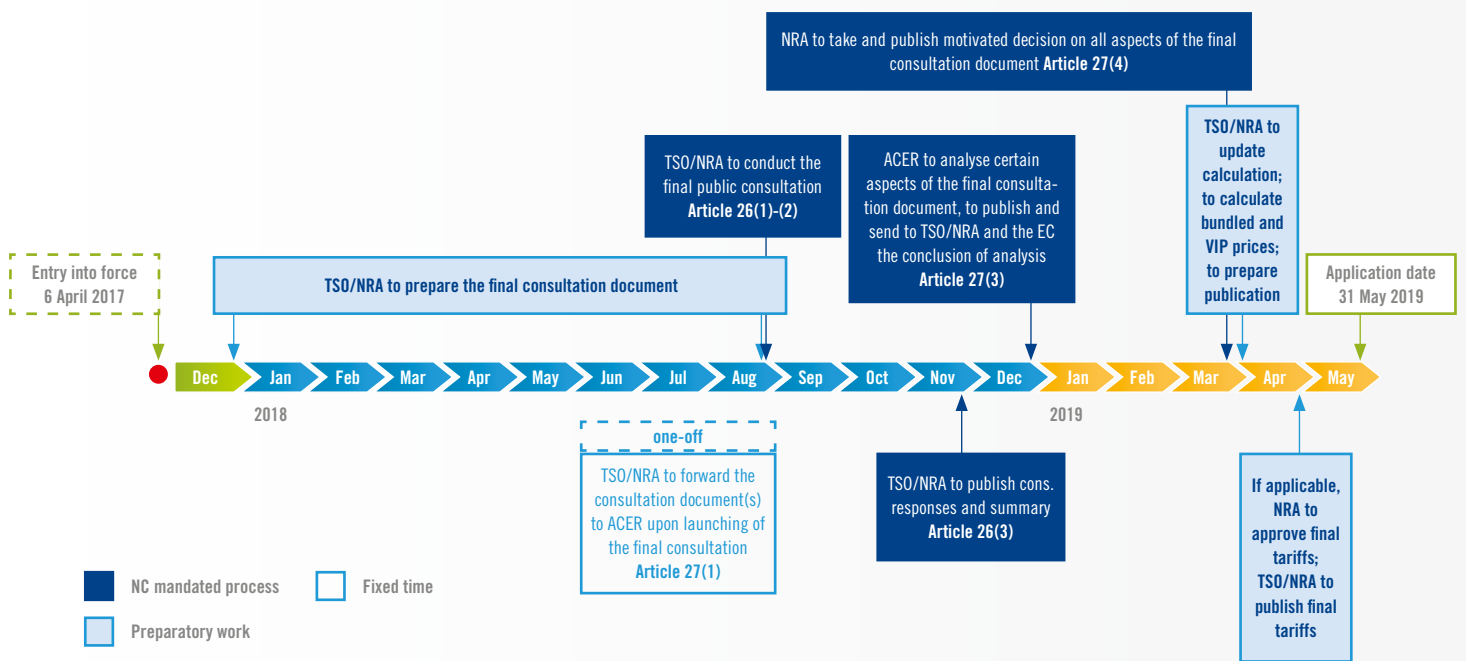 NRA to take and publish motivated decision on all aspects of the final
consultation document Article 27(4)
TSO/NRA to conduct the
final public consultation
Article 26(1)-(2)
ACER to analyse certain
aspects of the final consulta-
tion document, to publish and
send to TSO/NRA and the EC
the conclusion of analysis
Article 27(3)
TSO/NRA to
update
calculation;
to calculate
bundled and
VIP prices;
to prepare
publication
Entry into force
6 April 2017
TSO/NRA to prepare the final consultation document
Application date
31 May 2019
Dec
Jan
Feb
Mar
Apr
May
Jun
Jul
Aug
Sep
Oct
Nov
Dec
Jan
Feb
Mar
Apr
May
2018
2019
one-off
TSO/NRA to forward the
consultation document(s)
to ACER upon launching of
the final consultation
Article 27(1)
TSO/NRA to publish cons.
responses and summary
Article 26(3)
If applicable,
NRA to
approve final
tariffs;
TSO/NRA to
publish final
tariffs
NC mandated process
Fixed time
Preparatory work